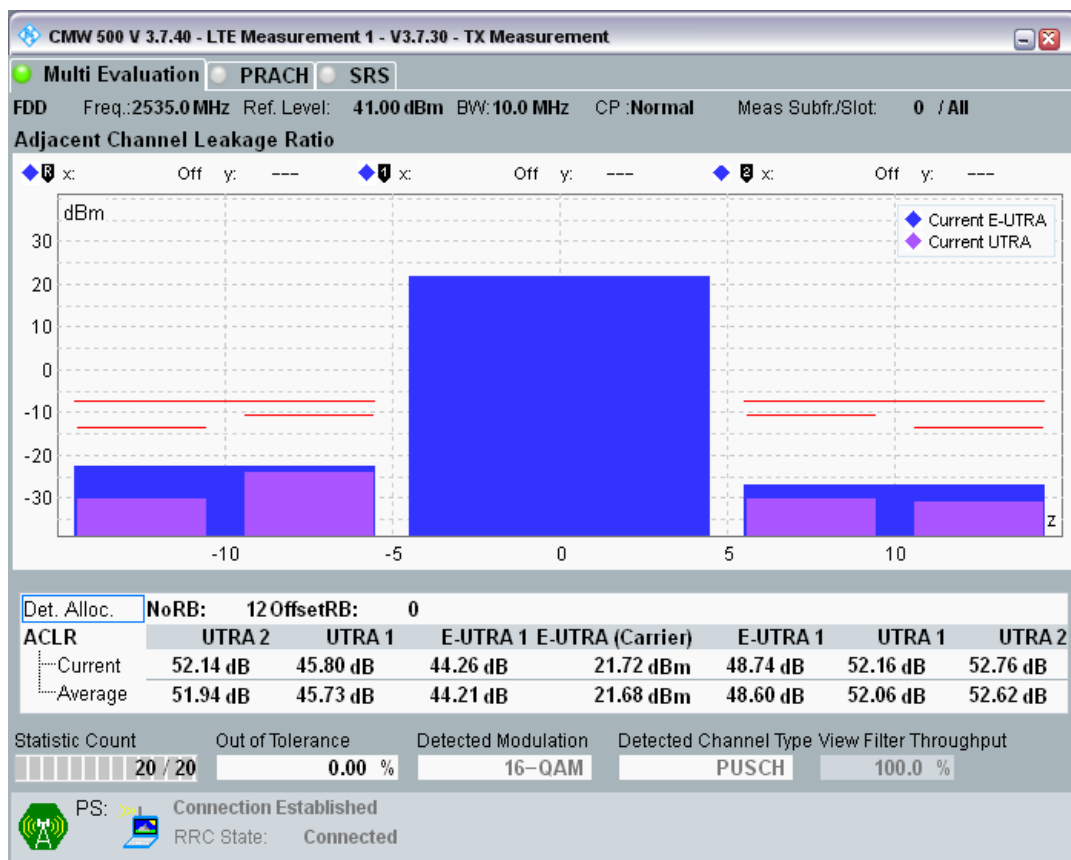 CMW 500 V 3.7.40 - LTE Measurement 1 - V3.7.30 - TX Measurement
Multi Evaluation PRACH SRS
FDD Freq.:2535.0 MHz Ref. Level: 41.00 dBm BW:10.0 MHz CP :Normal Meas Subfr./Slot: 0 / All
Adjacent Channel Leakage Ratio
R x: Off y: --- 1 x: Off y: --- 2 x: Off y: ---
dBm
Current E-UTRA
Current UTRA
30
20
10
0
-10
-20
-30
z
-10 -5 0 5 10
Det. Alloc. NoRB: 12 OffsetRB: 0
ACLR UTRA 2 UTRA 1 E-UTRA 1 E-UTRA (Carrier) E-UTRA 1 UTRA 1 UTRA 2
Current 52.14 dB 45.80 dB 44.26 dB 21.72 dBm 48.74 dB 52.16 dB 52.76 dB
Average 51.94 dB 45.73 dB 44.21 dB 21.68 dBm 48.60 dB 52.06 dB 52.62 dB
Statistic Count Out of Tolerance Detected Modulation Detected Channel Type View Filter Throughput
20 / 20 0.00 % 16-QAM PUSCH 100.0 %
PS: Connection Established
RRC State: Connected